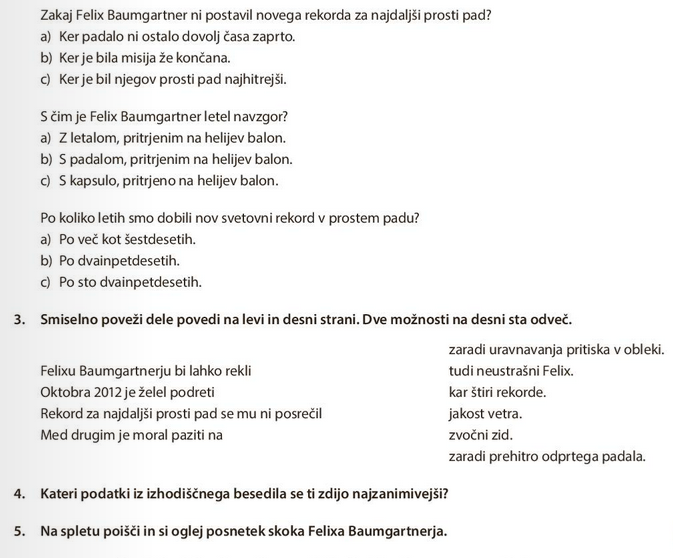 Zakaj Felix Baumgartner ni postavil novega rekorda za najdaljši prosti pad?
a) Ker padalo ni ostalo dovolj časa zaprto.
b) Ker je bila misija že končana.
c) Ker je bil njegov prosti pad najhitrejši.
S čim je Felix Baumgartner letel navzgor?
a) Z letalom, pritrjenim na helijev balon.
b) S padalom, pritrjenim na helijev balon.
c) S kapsulo, pritrjeno na helijev balon.
Po koliko letih smo dobili nov svetovni rekord v prostem padu?
a) Po več kot šestdesetih.
b) Po dvainpetdesetih.
c) Po sto dvainpetdesetih.
3. Smiselno poveži dele povedi na levi in desni strani. Dve možnosti na desni sta odveč.
zaradi uravnavanja pritiska v obleki.
Felixu Baumgartnerju bi lahko rekli tudi neustrašni Felix.
Oktobra 2012 je želel podreti kar štiri rekorde.
Rekord za najdaljši prosti pad se mu ni posrečil jakost vetra.
Med drugim je moral paziti na zvočni zid.
zaradi prehitro odprtega padala.
4. Kateri podatki iz izhodiščnega besedila se ti zdijo najzanimivejši?
5. Na spletu poišči in si oglej posnetek skoka Felixa Baumgartnerja.